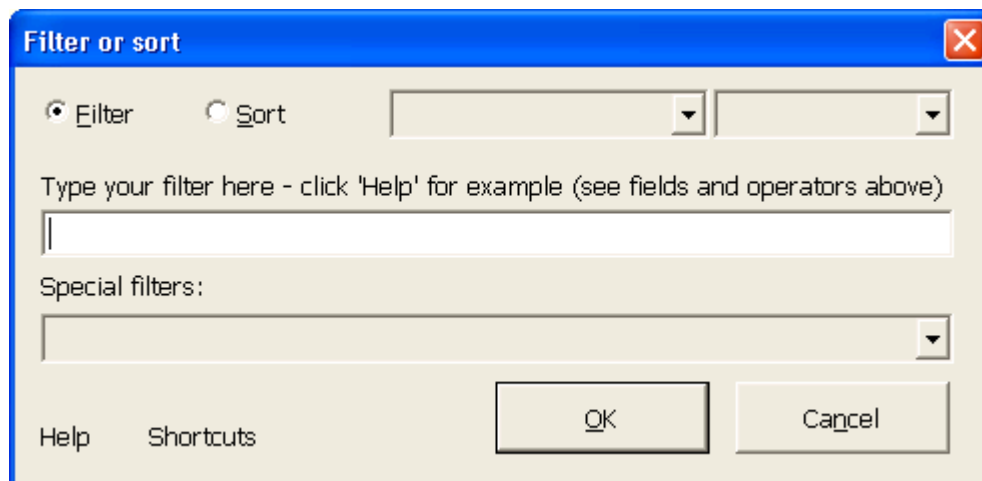 Filter or sort
Filter Sort
Type your filter here - click 'Help' for example (see fields and operators above)
Special filters:
OK Cancel
Help Shortcuts